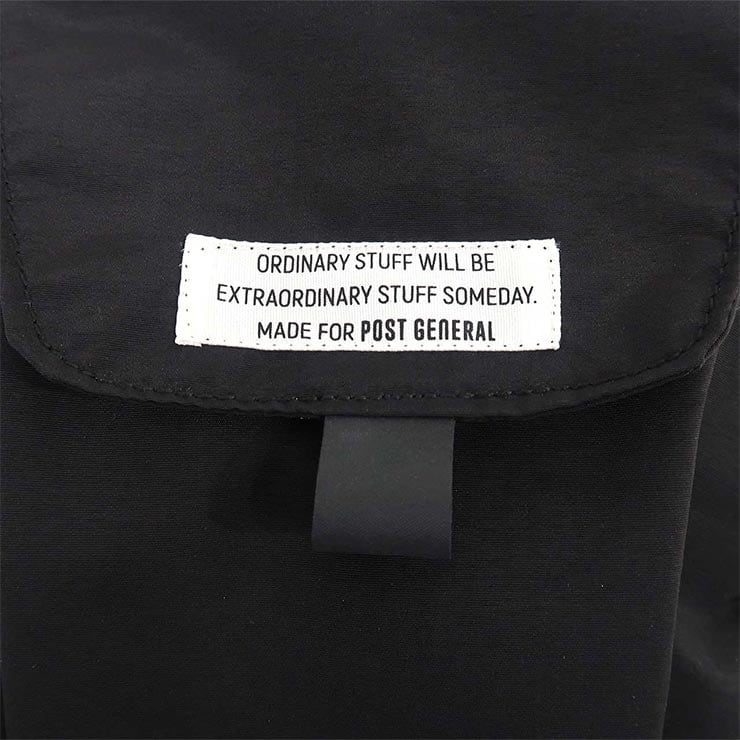 ORDINARY STUFF WILL BE
EXTRAORDINARY STUFF SOMEDAY.
MADE FOR POST GENERAL